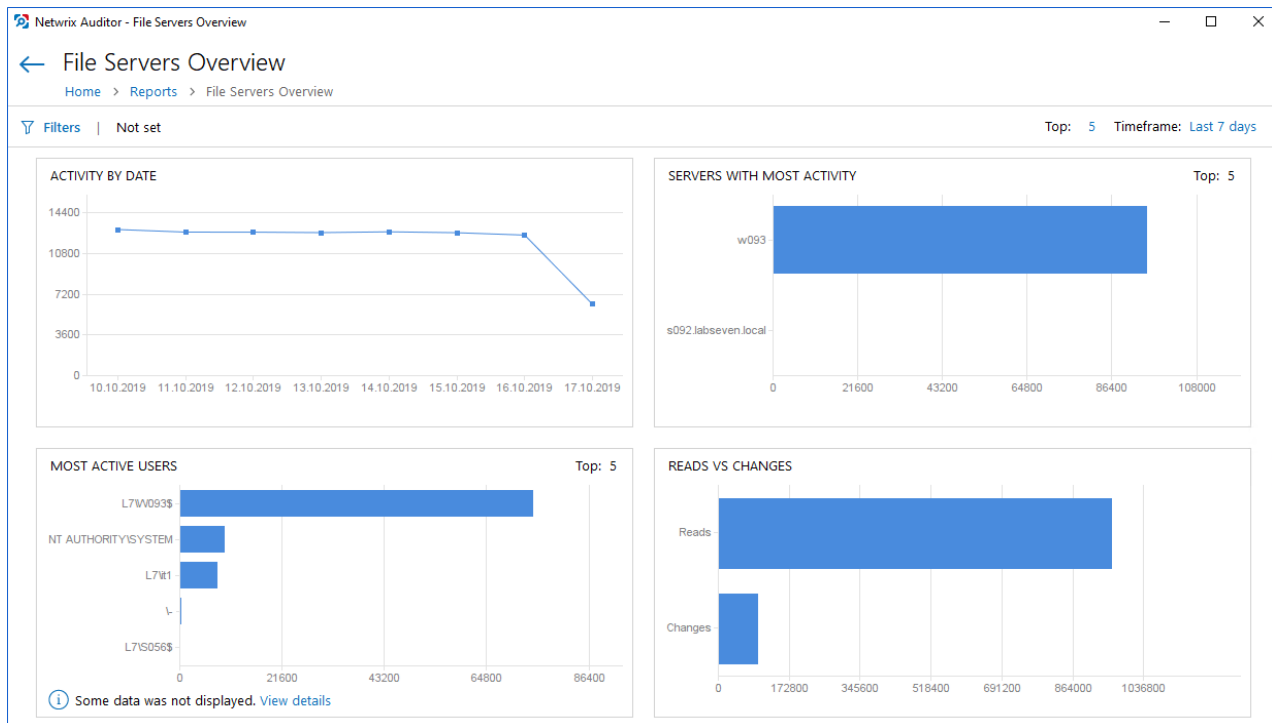 Netwrix Auditor - File Servers Overview
File Servers Overview
Home > Reports > File Servers Overview
Filters | Not set
Top: 5 Timeframe: Last 7 days
ACTIVITY BY DATE
14400
10800
7200
3600
0
10.10.2019 11.10.2019 12.10.2019 13.10.2019 14.10.2019 15.10.2019 16.10.2019 17.10.2019
SERVERS WITH MOST ACTIVITY Top: 5
w093
s092.labseven.local
0 21600 43200 64800 86400 108000
MOST ACTIVE USERS Top: 5
L7\W093$
NT AUTHORITY\SYSTEM
L7\it1
\-
L7\S056$
0 21600 43200 64800 86400
Some data was not displayed. View details
READS VS CHANGES
Reads
Changes
0 172800 345600 518400 691200 864000 1036800